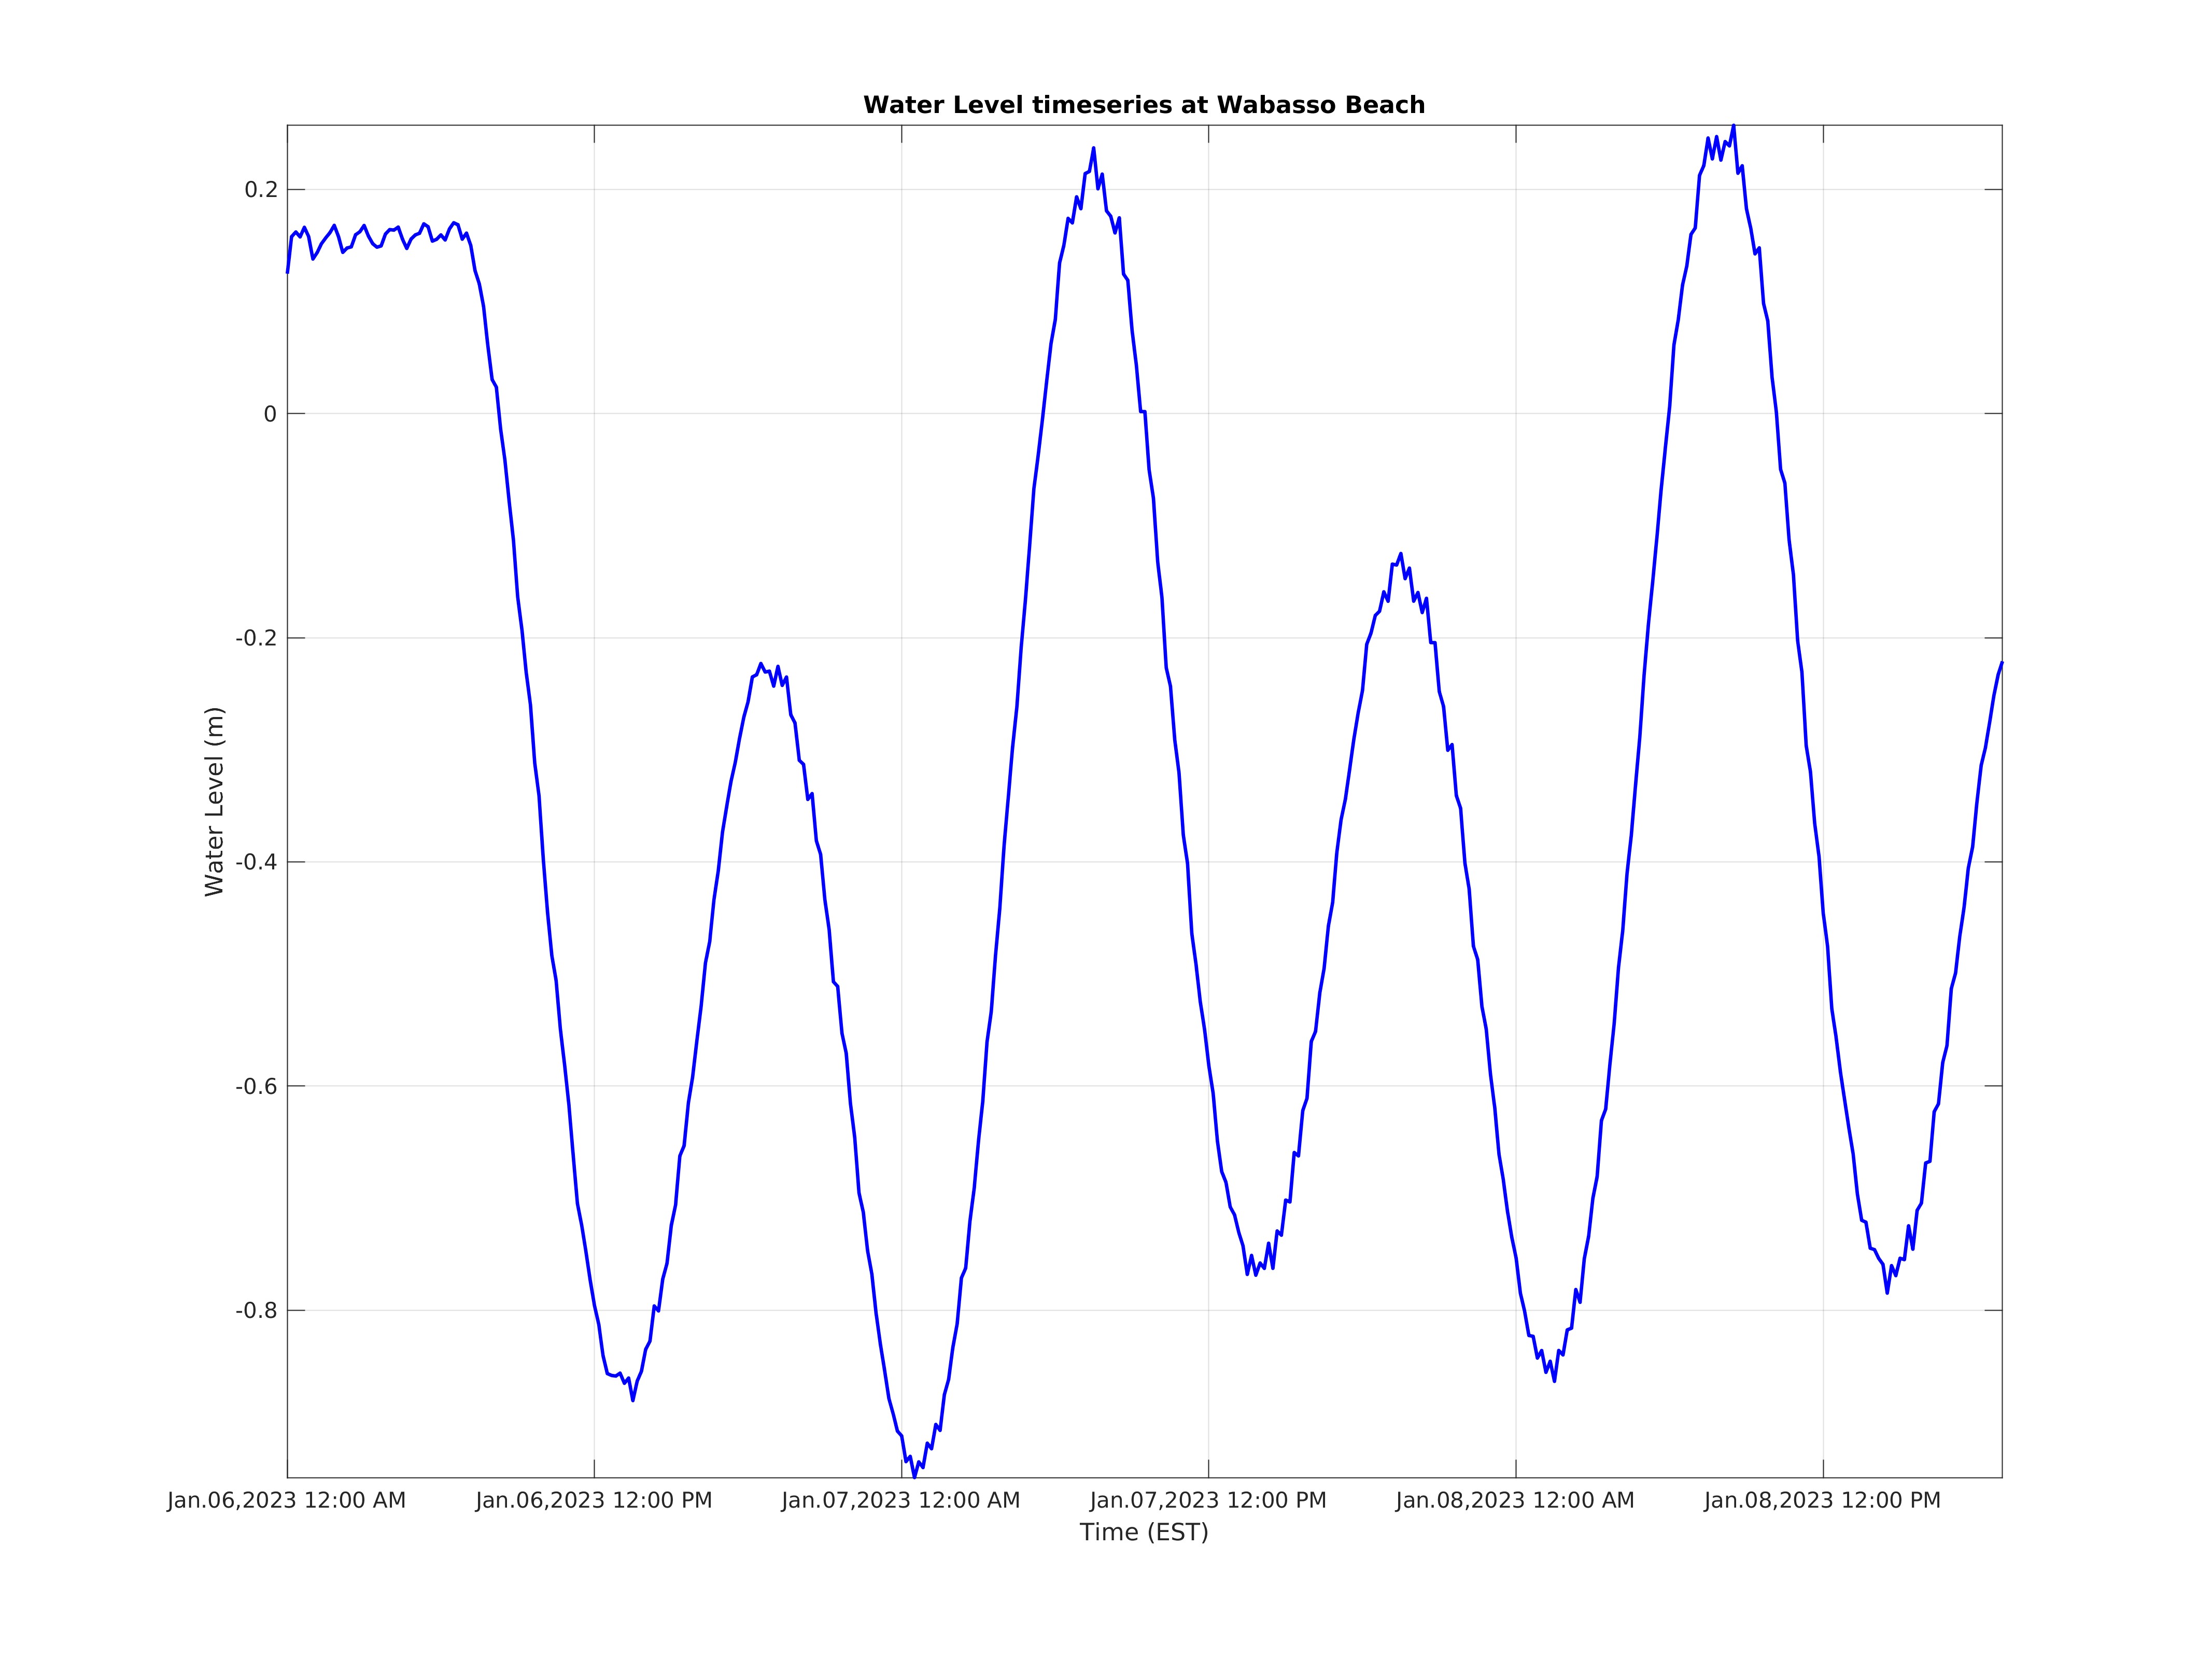 Water Level timeseries at Wabasso Beach
0.2
0
-0.2
-0.4
-0.6
-0.8
Water Level (m)
Jan.06,2023 12:00 AM
Jan.06,2023 12:00 PM
Jan.07,2023 12:00 AM
Jan.07,2023 12:00 PM
Jan.08,2023 12:00 AM
Jan.08,2023 12:00 PM
Time (EST)